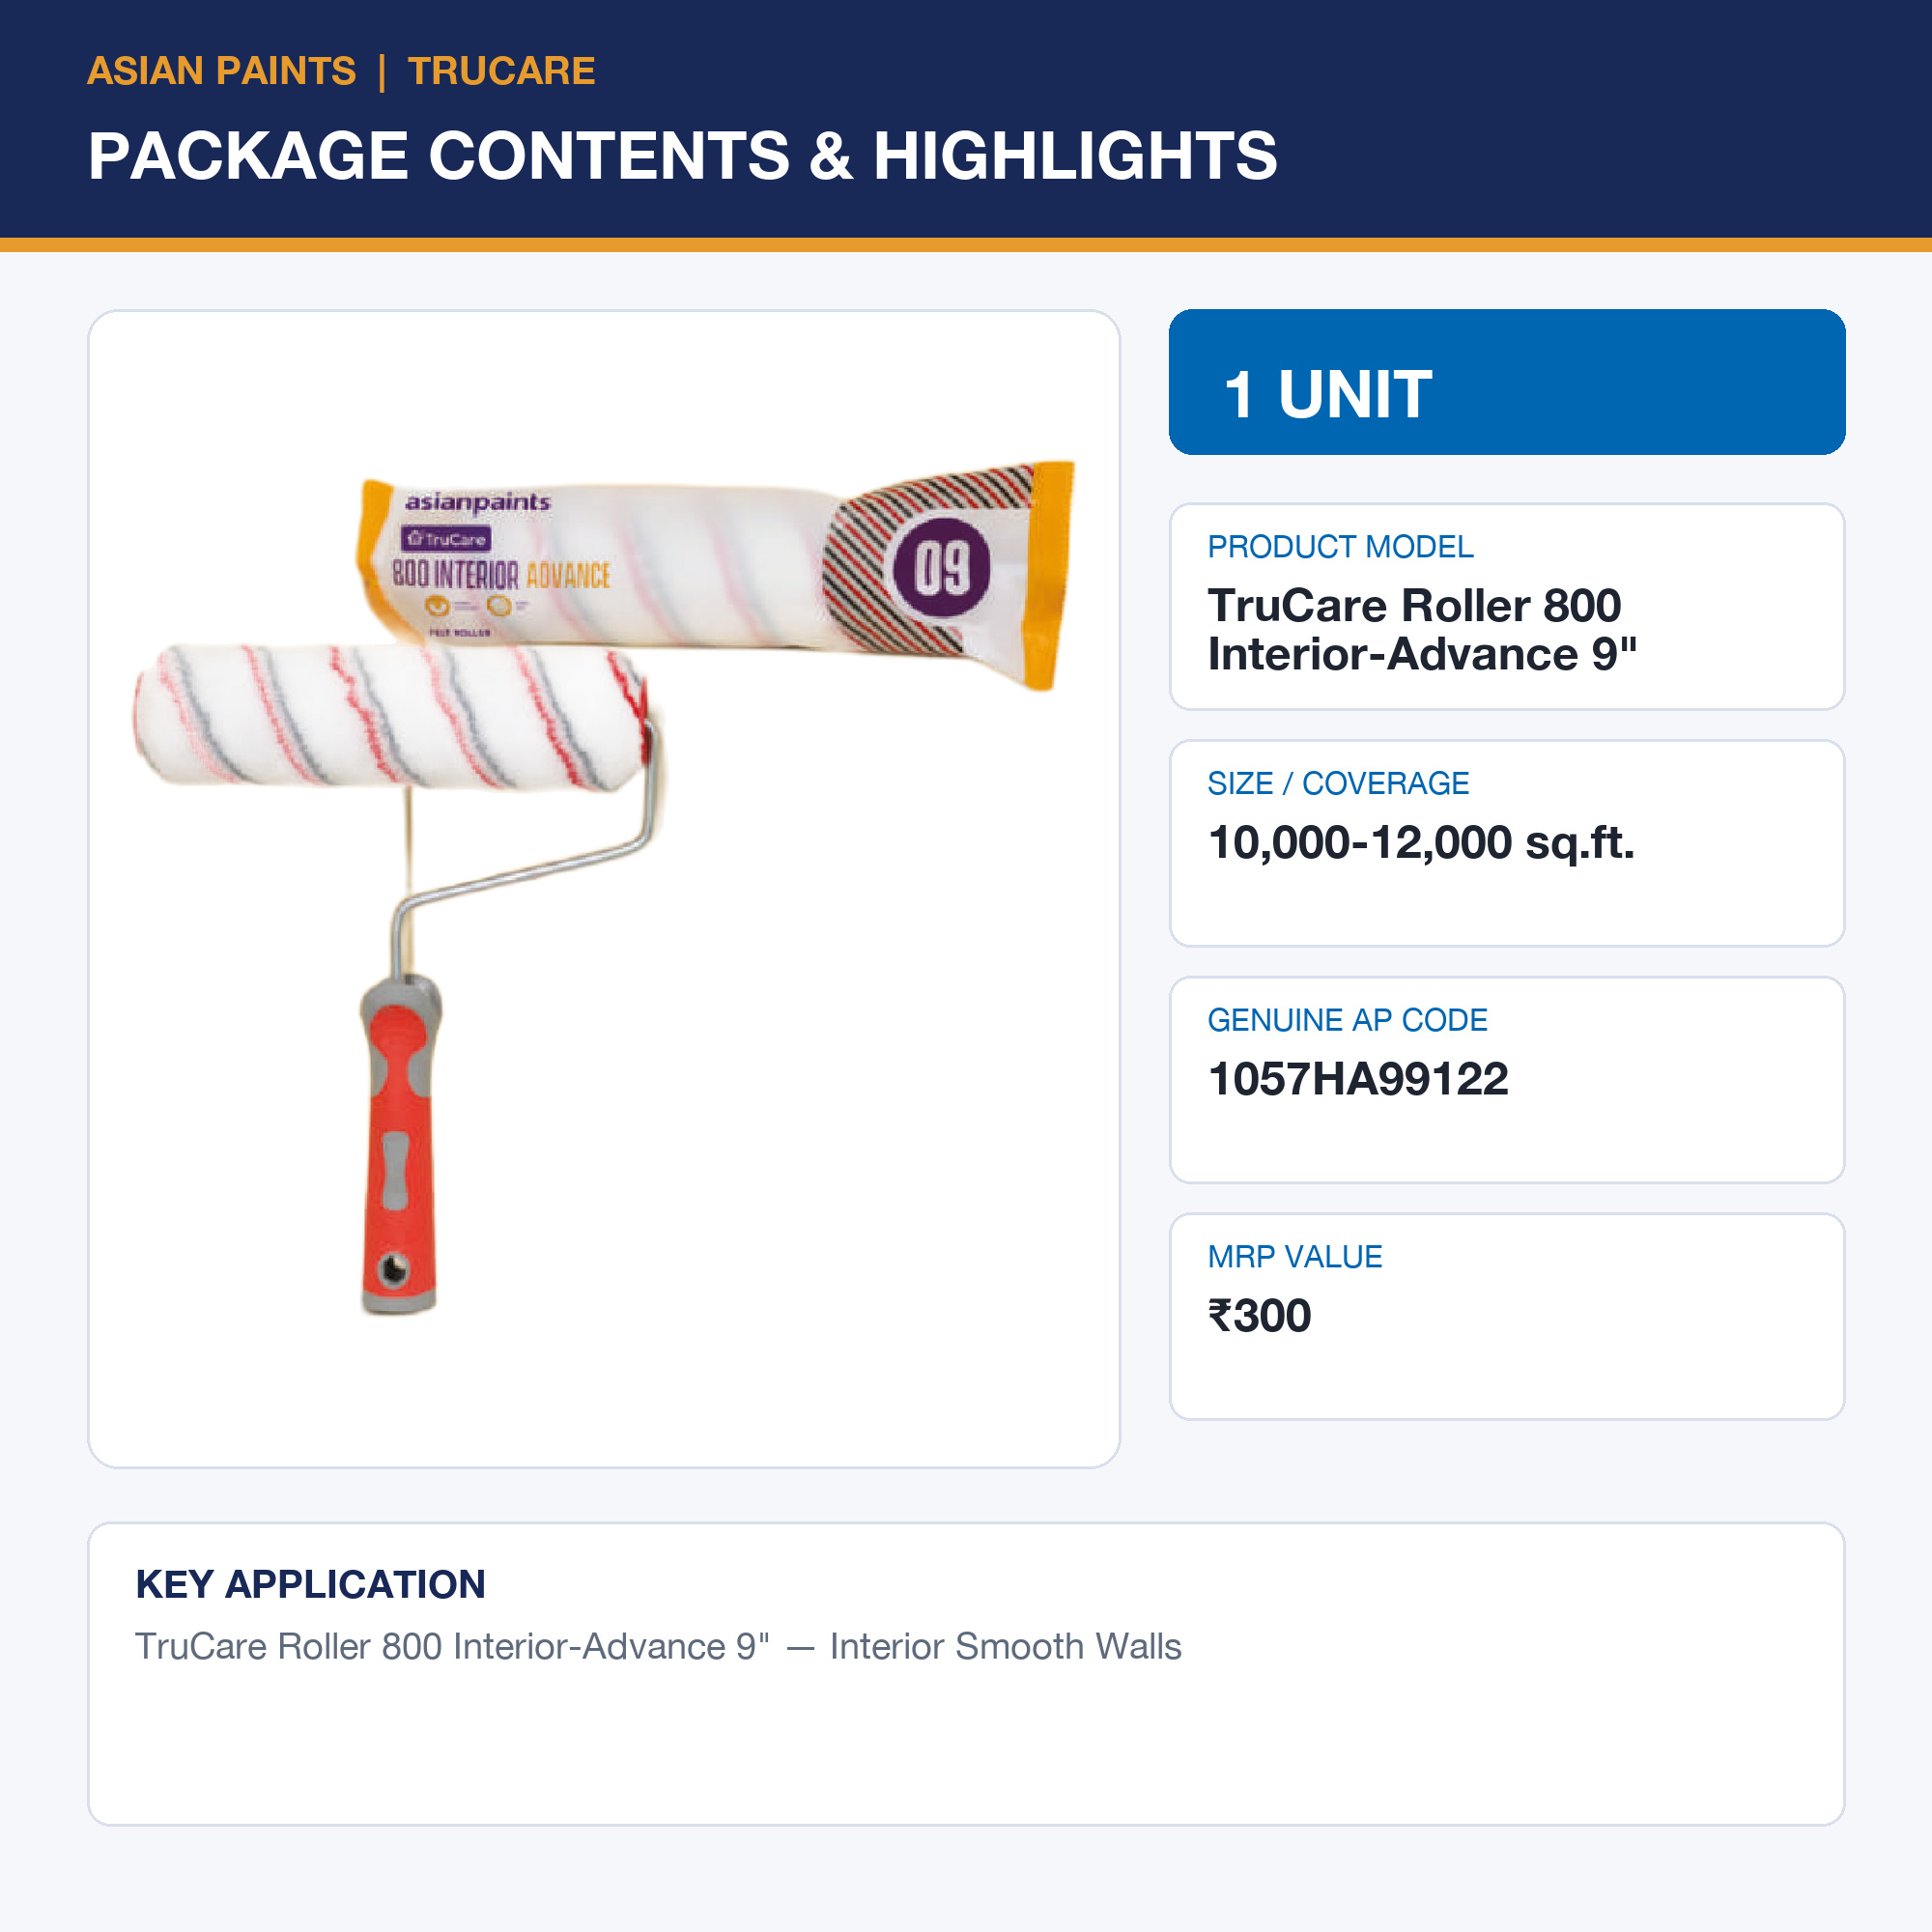 ASIAN PAINTS | TRUCARE
PACKAGE CONTENTS & HIGHLIGHTS
asianpaints
TruCare
800 INTERIOR ADVANCE
09
1 UNIT
PRODUCT MODEL
TruCare Roller 800
Interior-Advance 9"
SIZE / COVERAGE
10,000-12,000 sq.ft.
GENUINE AP CODE
1057HA99122
MRP VALUE
₹300
KEY APPLICATION
TruCare Roller 800 Interior-Advance 9" — Interior Smooth Walls